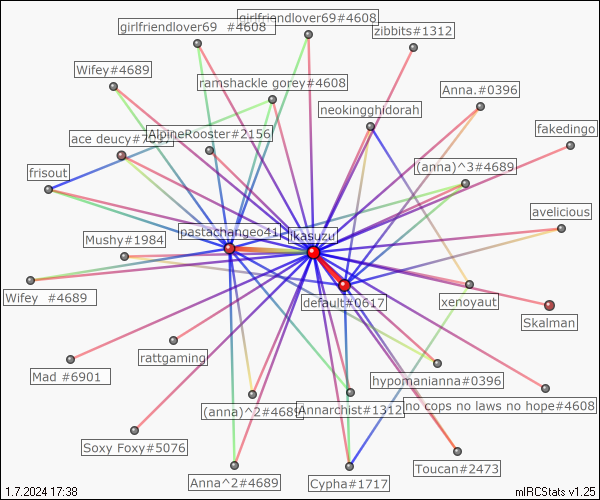 girlfriendlover69 #4608
girlfriendlover69#4608
zibbits#1312
Wifey#4689
ramshackle gorey#4608
Anna.#0396
neokingghidorah
fakedingo
ace deucy#7
AlpineRooster#2156
frisout
(anna)^3#4689
avelicious
pastachangeo41
ikasuzu
Mushy#1984
Wifey #4689
default#0617
xenoyaut
Skalman
rattgaming
Mad #6901
hypomanianna#0396
(anna)^2#4689
Annarchist#1312
no cops no laws no hope#4608
Soxy Foxy#5076
Toucan#2473
Anna^2#4689
Cypha#1717
1.7.2024 17:38
mIRCStats v1.25